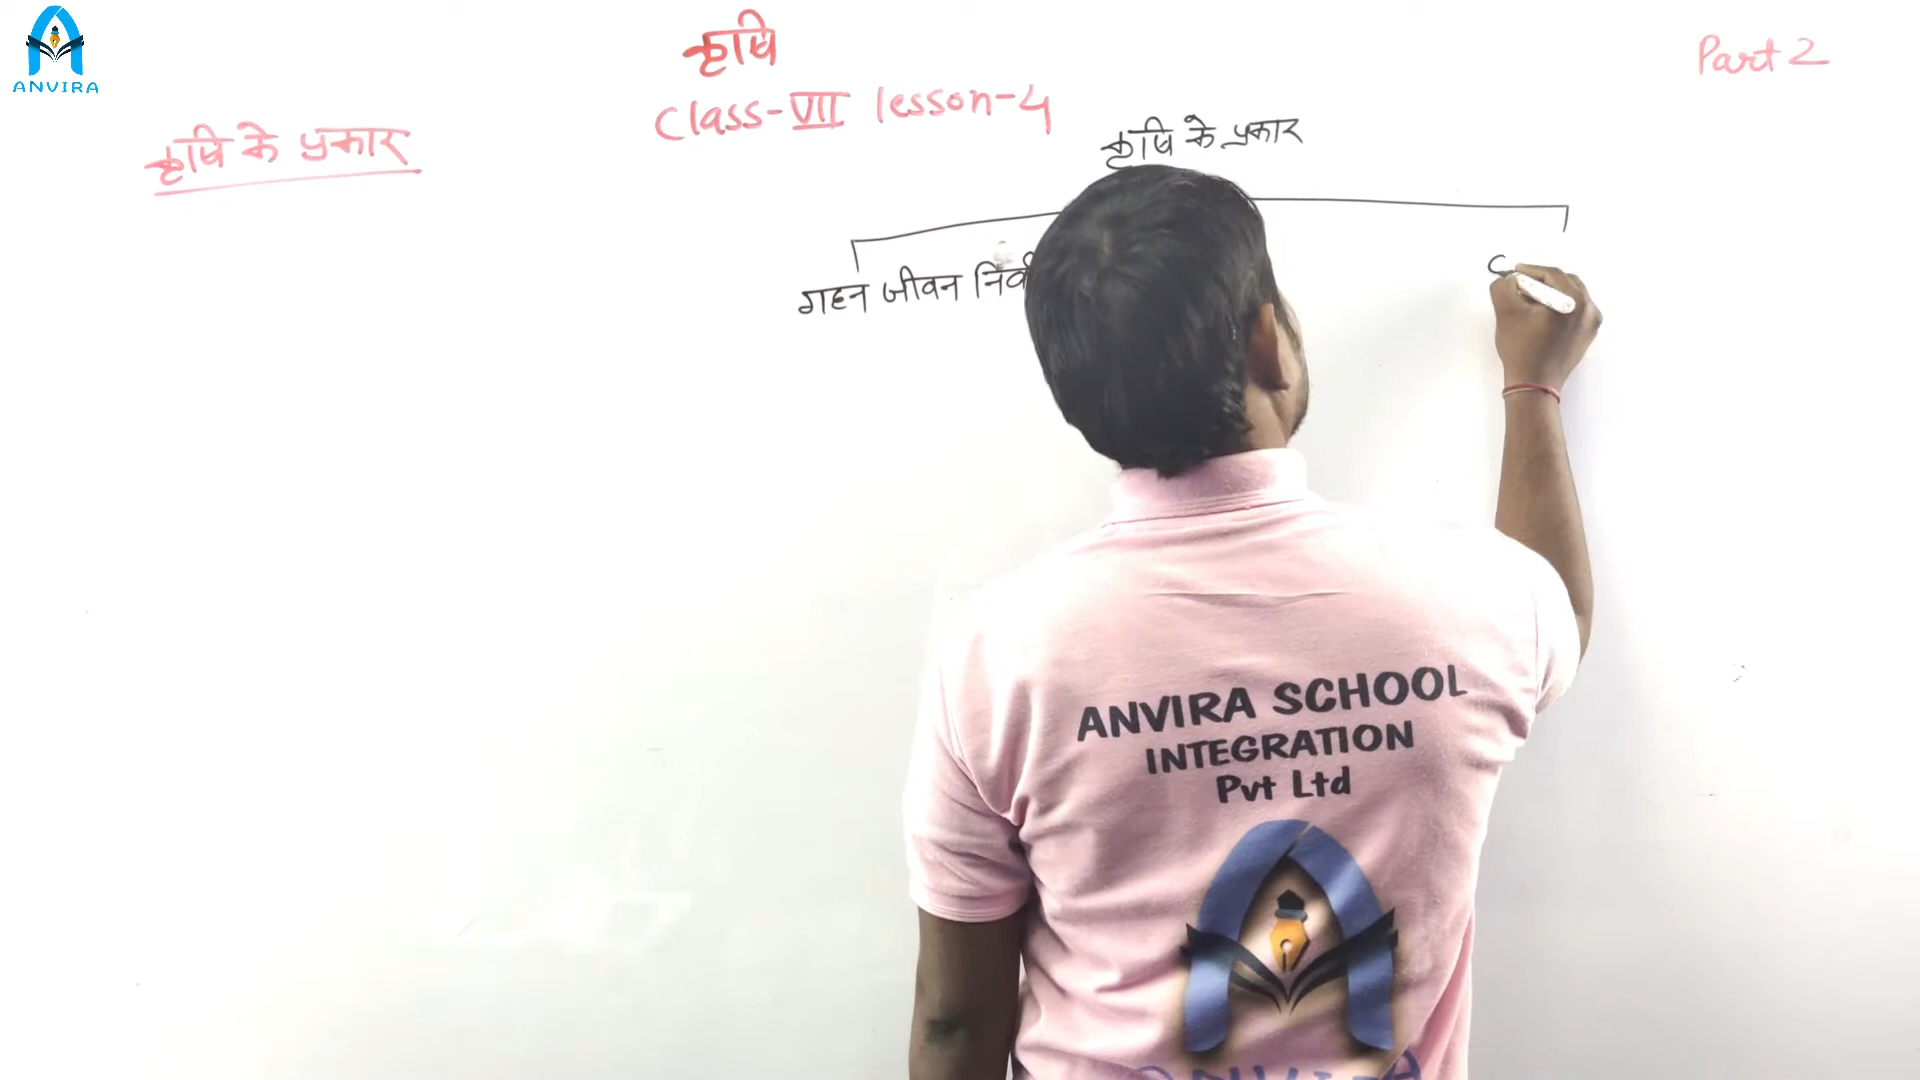 ANVIRA
कृषि
Part 2
Class-VII lesson-4
कृषि के प्रकार
कृषि के प्रकार
गहन जीवन
ANVIRA SCHOOL
INTEGRATION
Pvt Ltd